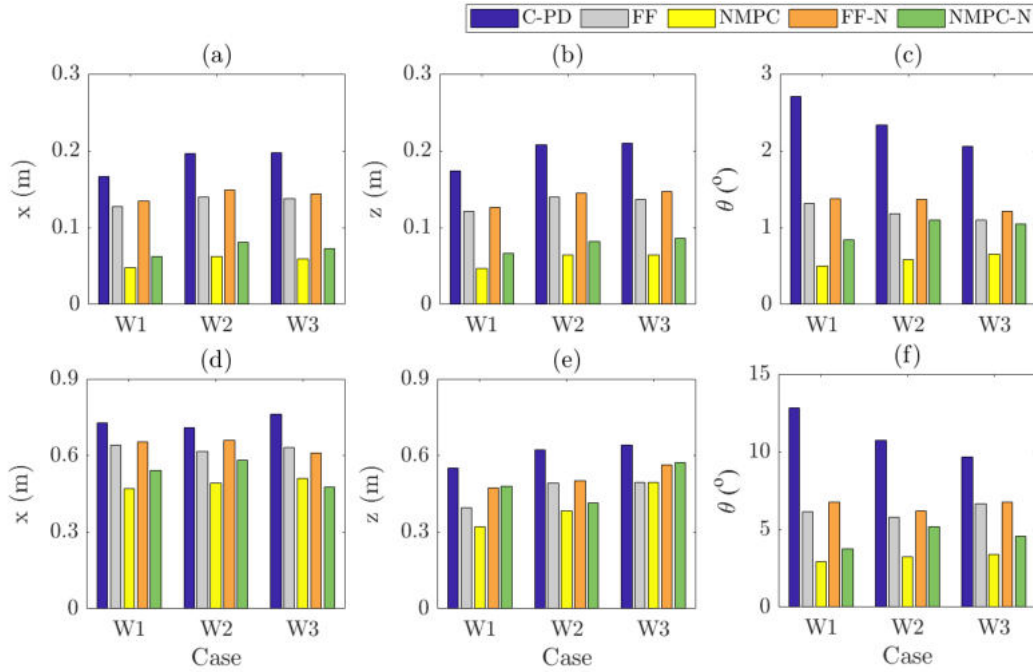 C-PD FF NMPC FF-N NMPC-N
(a) (b) (c)
0.3 0.3 3
0.2 0.2 2
x (m) z (m) θ (°)
0.1 0.1 1
0 0 0
W1 W2 W3 W1 W2 W3 W1 W2 W3
(d) (e) (f)
0.9 0.9 15
0.6 0.6 10
x (m) z (m) θ (°)
0.3 0.3 5
0 0 0
W1 W2 W3 W1 W2 W3 W1 W2 W3
Case Case Case